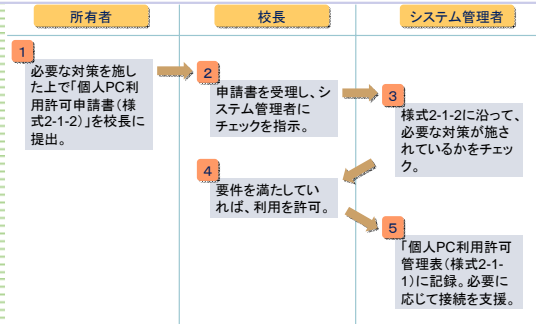 所有者
校長
システム管理者
1
必要な対策を施し
た上で「個人PC利
用許可申請書(様
式2-1-2)」を校長に
提出。
2
申請書を受理し、シ
ステム管理者に
チェックを指示。
3
様式2-1-2に沿って、
必要な対策が施さ
れているかをチェッ
ク。
4
要件を満たしてい
れば、利用を許可。
5
「個人PC利用許可
管理表(様式2-1-
1)に記録。必要に
応じて接続を支援。